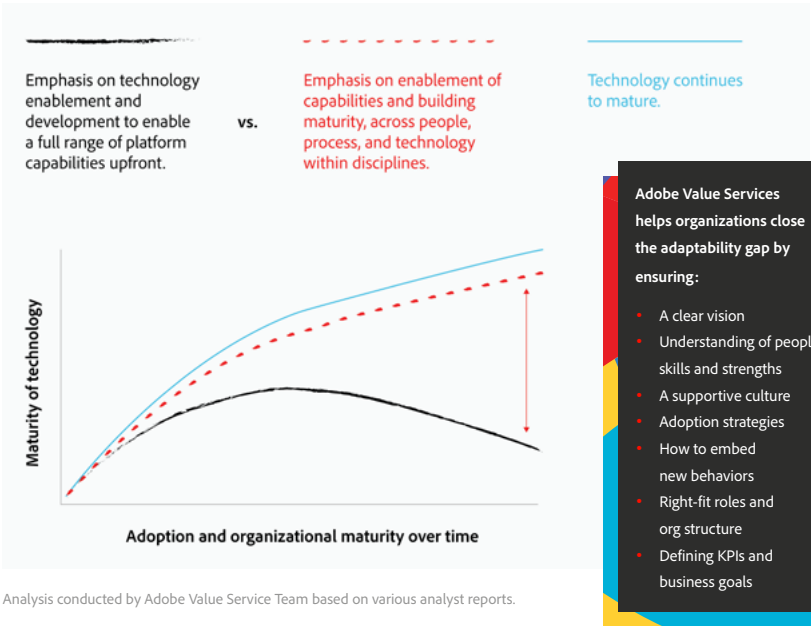 Emphasis on technology
enablement and
development to enable
a full range of platform
capabilities upfront.
vs.
Emphasis on enablement of
capabilities and building
maturity, across people,
process, and technology
within disciplines.
Technology continues
to mature.
Adobe Value Services
helps organizations close
the adaptability gap by
ensuring:
• A clear vision
• Understanding of peopl
skills and strengths
• A supportive culture
• Adoption strategies
• How to embed
new behaviors
• Right-fit roles and
org structure
• Defining KPIs and
business goals
Maturity of technology
Adoption and organizational maturity over time
Analysis conducted by Adobe Value Service Team based on various analyst reports.